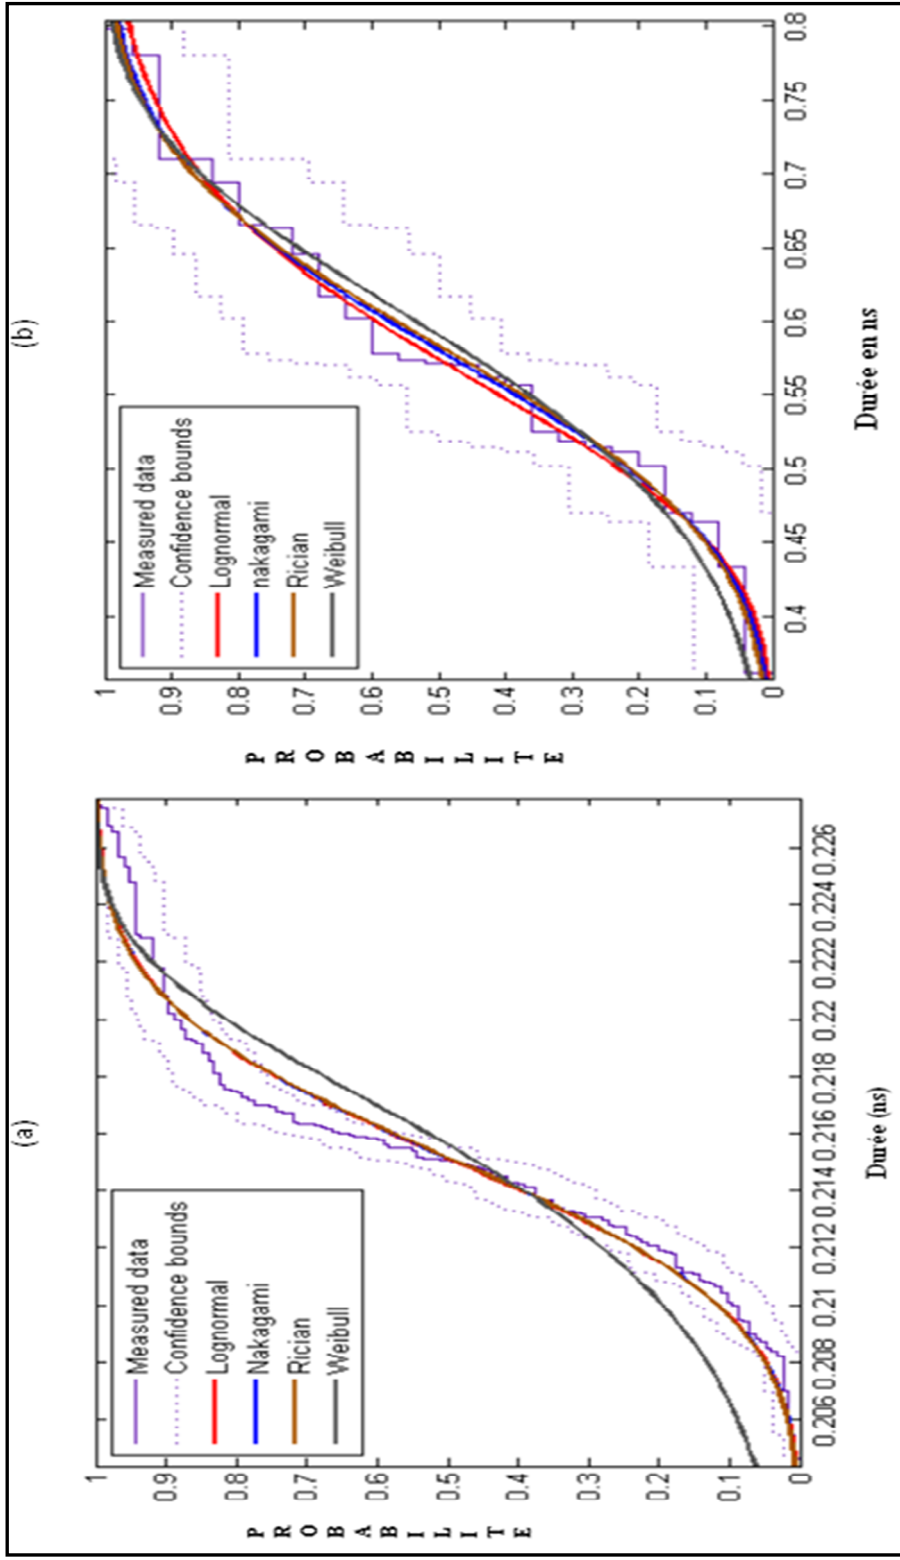 (a)
1
0.9
0.8
0.7
0.6
0.5
0.4
0.3
0.2
0.1
0
P R O B A B I L I T E
Measured data
Confidence bounds
Lognormal
Nakagami
Rician
Weibull
0.206 0.208 0.21 0.212 0.214 0.216 0.218 0.22 0.222 0.224 0.226
Durée (ns)
(b)
1
0.9
0.8
0.7
0.6
0.5
0.4
0.3
0.2
0.1
0
P R O B A B I L I T E
Measured data
Confidence bounds
Lognormal
nakagami
Rician
Weibull
0.4 0.45 0.5 0.55 0.6 0.65 0.7 0.75 0.8
Durée en ns